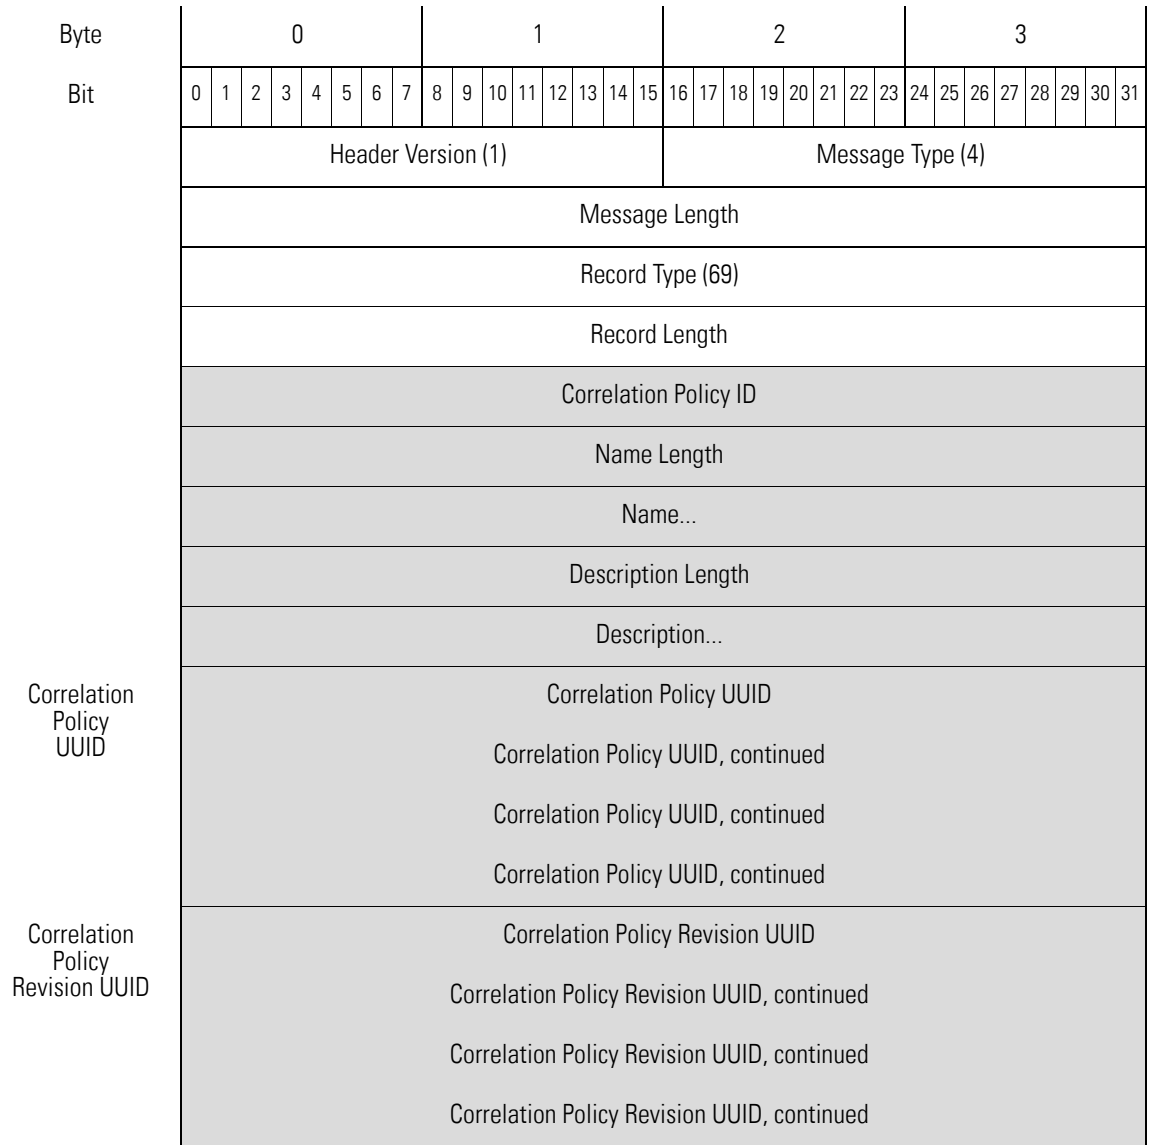 Byte 0 1 2 3
Bit 0 1 2 3 4 5 6 7 8 9 10 11 12 13 14 15 16 17 18 19 20 21 22 23 24 25 26 27 28 29 30 31
Header Version (1) Message Type (4)
Message Length
Record Type (69)
Record Length
Correlation Policy ID
Name Length
Name...
Description Length
Description...
Correlation
Policy
UUID
Correlation Policy UUID
Correlation Policy UUID, continued
Correlation Policy UUID, continued
Correlation Policy UUID, continued
Correlation
Policy
Revision UUID
Correlation Policy Revision UUID
Correlation Policy Revision UUID, continued
Correlation Policy Revision UUID, continued
Correlation Policy Revision UUID, continued